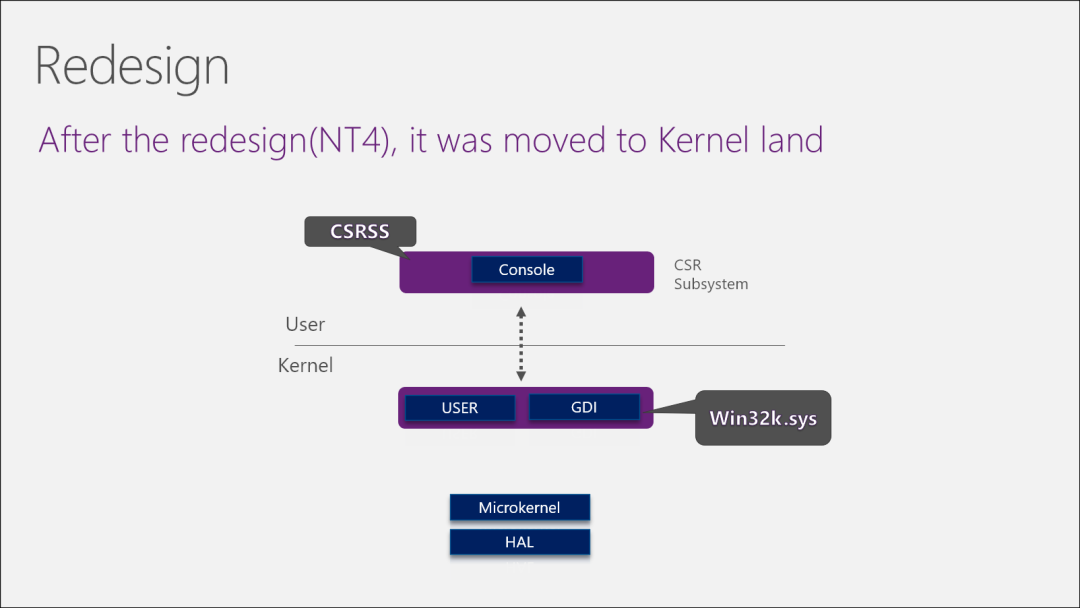 Redesign
After the redesign(NT4), it was moved to Kernel land
CSRSS
Console
CSR
Subsystem
User
Kernel
USER
GDI
Win32k.sys
Microkernel
HAL